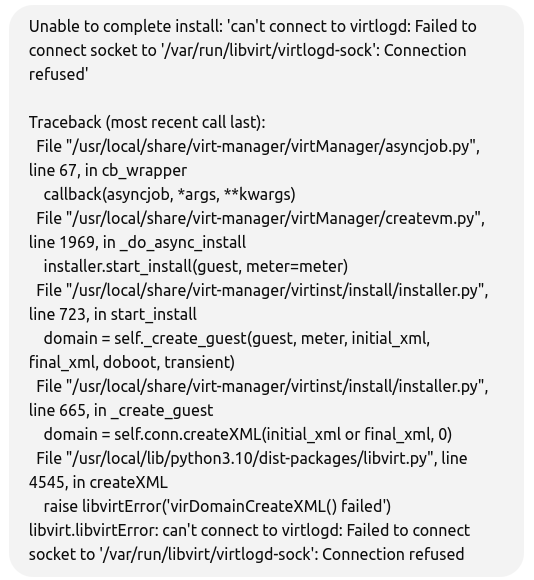 Unable to complete install: 'can't connect to virtlogd: Failed to
connect socket to '/var/run/libvirt/virtlogd-sock': Connection
refused'

Traceback (most recent call last):
  File "/usr/local/share/virt-manager/virtManager/asyncjob.py",
line 67, in cb_wrapper
    callback(asyncjob, *args, **kwargs)
  File "/usr/local/share/virt-manager/virtManager/createvm.py",
line 1969, in _do_async_install
    installer.start_install(guest, meter=meter)
  File "/usr/local/share/virt-manager/virtinst/install/installer.py",
line 723, in start_install
    domain = self._create_guest(guest, meter, initial_xml,
final_xml, doboot, transient)
  File "/usr/local/share/virt-manager/virtinst/install/installer.py",
line 665, in _create_guest
    domain = self.conn.createXML(initial_xml or final_xml, 0)
  File "/usr/local/lib/python3.10/dist-packages/libvirt.py", line
4545, in createXML
    raise libvirtError('virDomainCreateXML() failed')
libvirt.libvirtError: can't connect to virtlogd: Failed to connect
socket to '/var/run/libvirt/virtlogd-sock': Connection refused